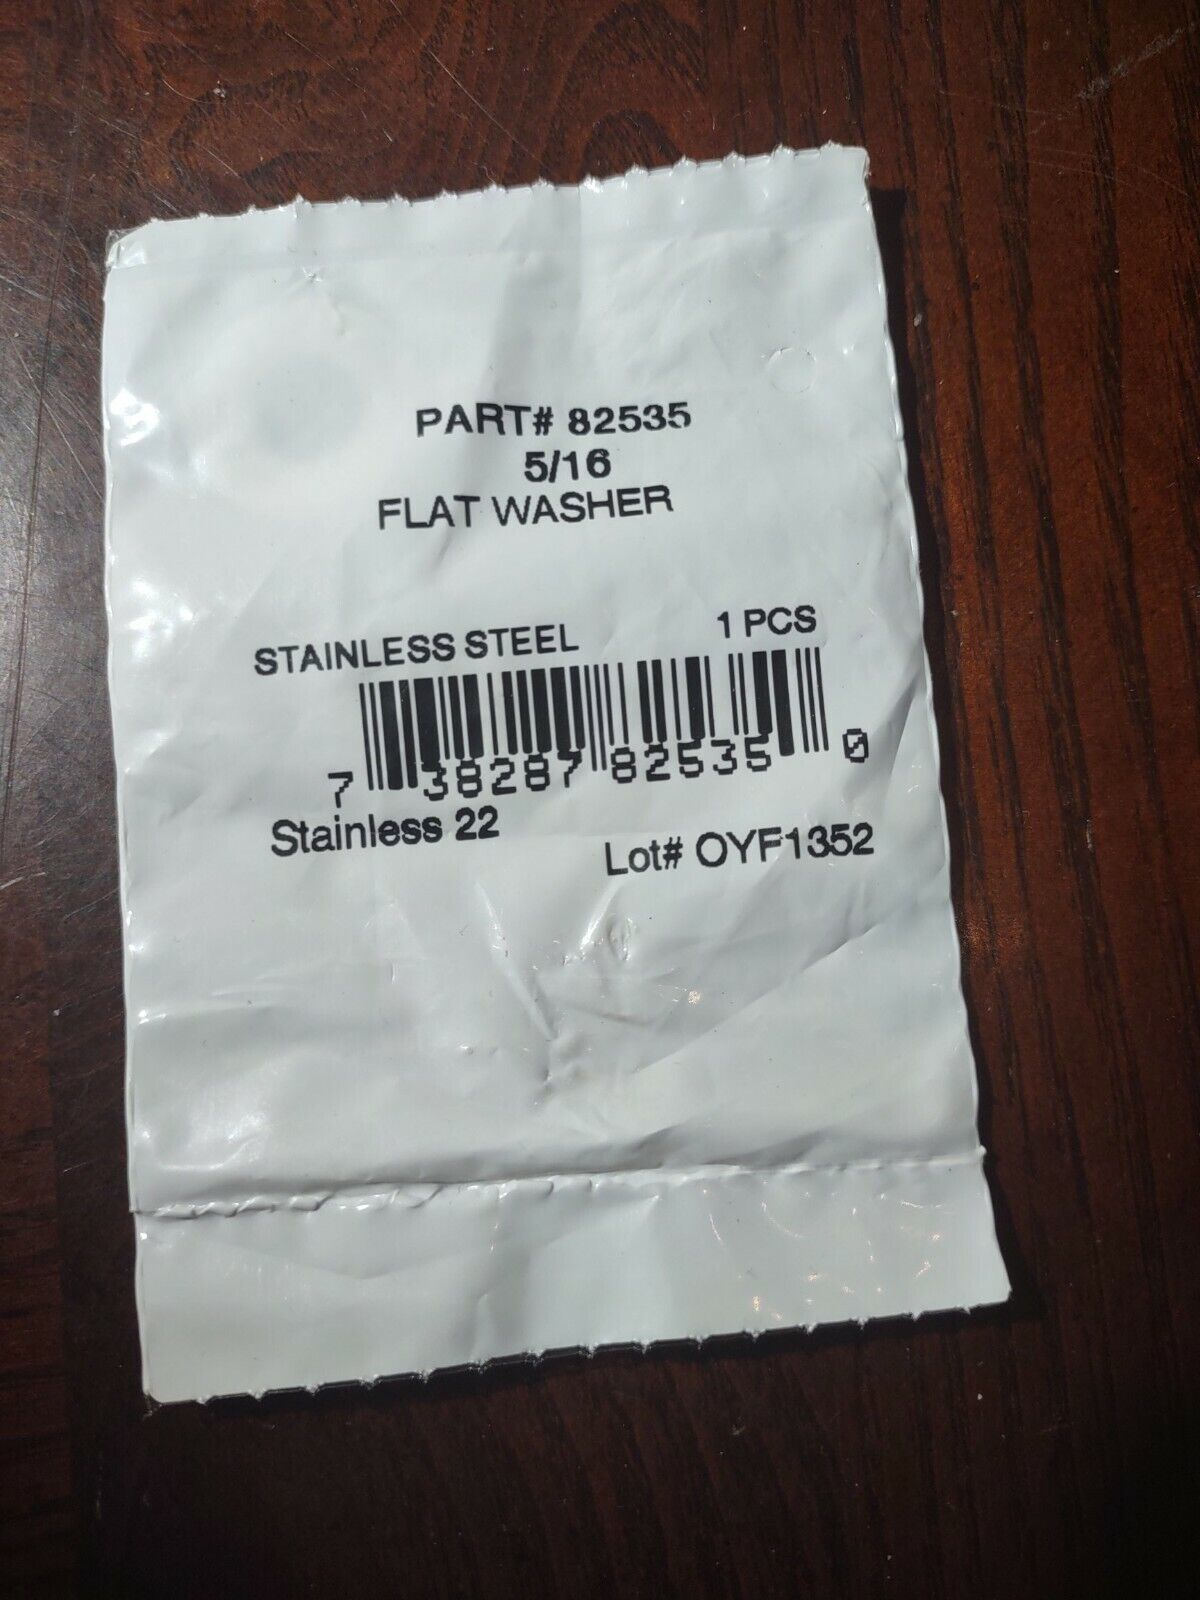 PART# 82535
5/16
FLAT WASHER
STAINLESS STEEL 1 PCS
7 38287 82535 0
Stainless 22
Lot# OYF1352